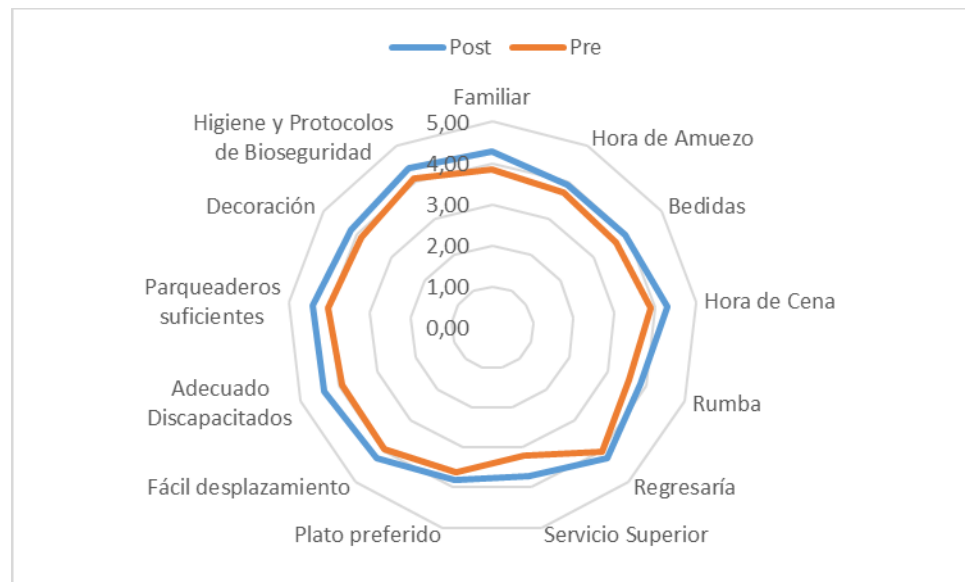 Post
Pre
Familiar
Hora de Amuezo
Bedidas
Hora de Cena
Rumba
Regresaría
Servicio Superior
Plato preferido
Fácil desplazamiento
Adecuado
Discapacitados
Parqueaderos
suficientes
Decoración
Higiene y Protocolos
de Bioseguridad
5,00
4,00
3,00
2,00
1,00
0,00